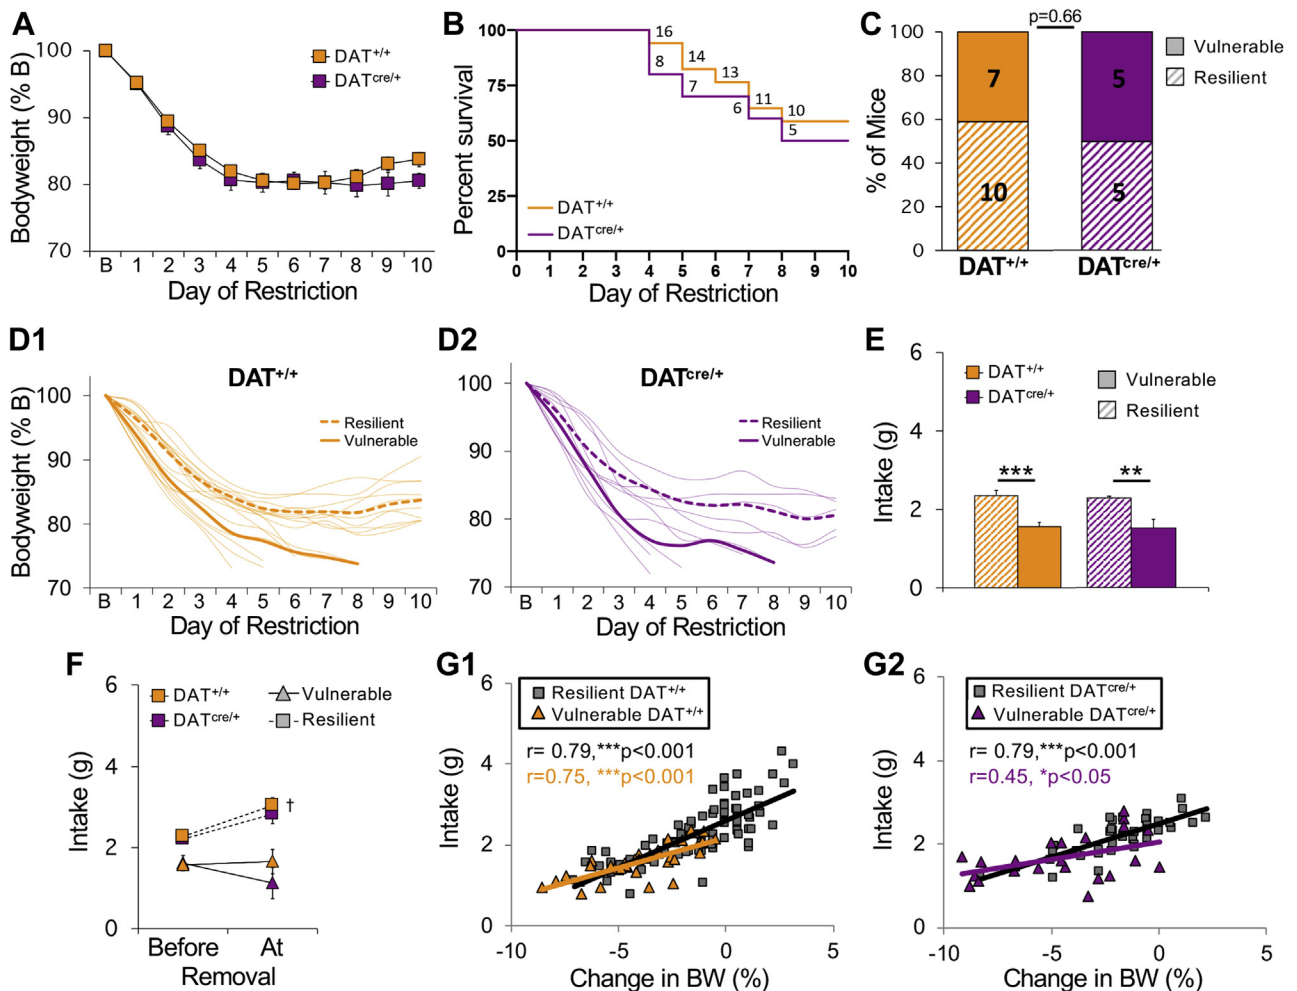 A
Bodyweight (% B)
100
90
80
70
DAT+/+
DATcre/+
B 1 2 3 4 5 6 7 8 9 10
Day of Restriction
B
Percent survival
100
75
50
25
0
16
14
13
11
10
8
7
6
5
DAT+/+
DATcre/+
0 1 2 3 4 5 6 7 8 9 10
Day of Restriction
C
p=0.66
% of Mice
100
80
60
40
20
0
7
5
10
5
Vulnerable
Resilient
DAT+/+ DATcre/+
D1
DAT+/+
Bodyweight (% B)
100
90
80
70
Resilient
Vulnerable
B 1 2 3 4 5 6 7 8 9 10
Day of Restriction
D2
DATcre/+
100
90
80
70
Resilient
Vulnerable
B 1 2 3 4 5 6 7 8 9 10
Day of Restriction
E
Intake (g)
6
4
2
0
DAT+/+
DATcre/+
Vulnerable
Resilient
*** **
F
Intake (g)
6
4
2
0
DAT+/+
DATcre/+
Vulnerable
Resilient
†
Before At
Removal
G1
Intake (g)
6
4
2
0
Resilient DAT+/+
Vulnerable DAT+/+
r= 0.79,***p<0.001
r=0.75, ***p<0.001
-10 -5 0 5
Change in BW (%)
G2
Intake (g)
6
4
2
0
Resilient DATcre/+
Vulnerable DATcre/+
r= 0.79,***p<0.001
r=0.45, *p<0.05
-10 -5 0 5
Change in BW (%)